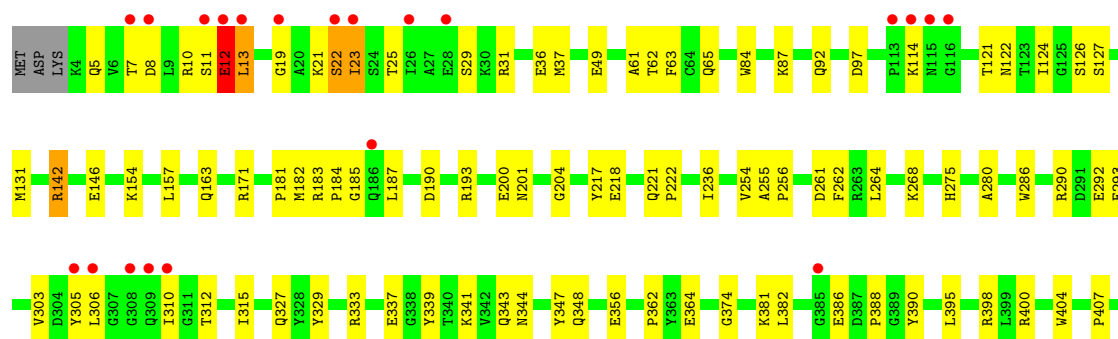 MET ASP LYS K4 Q5 V6 T7 D8 L9 R10 S11 E12 L13 G19 A20 K21 S22 I23 S24 T25 I26 A27 E28 S29 K30 R31 E36 M37 E49 A61 T62 F63 C64 Q65 W84 K87 Q92 D97 P113 K114 N115 G116 T121 N122 T123 I124 G125 S126 S127
M131 R142 E146 K154 L157 Q163 R171 P181 M182 R183 P184 G185 Q186 L187 D190 R193 E200 N201 G204 Y217 E218 Q221 P222 I236 V254 A255 P256 D261 F262 R263 L264 K268 H275 A280 W286 R290 D291 E292
V303 D304 Y305 L306 G307 G308 Q309 I310 G311 T312 I315 Q327 Y328 Y329 R333 E337 G338 Y339 T340 K341 V342 Q343 N344 Y347 Q348 E356 P362 Y363 E364 G374 K381 L382 G385 E386 D387 P388 G389 Y390 L395 R398 L399 R400 W404 P407